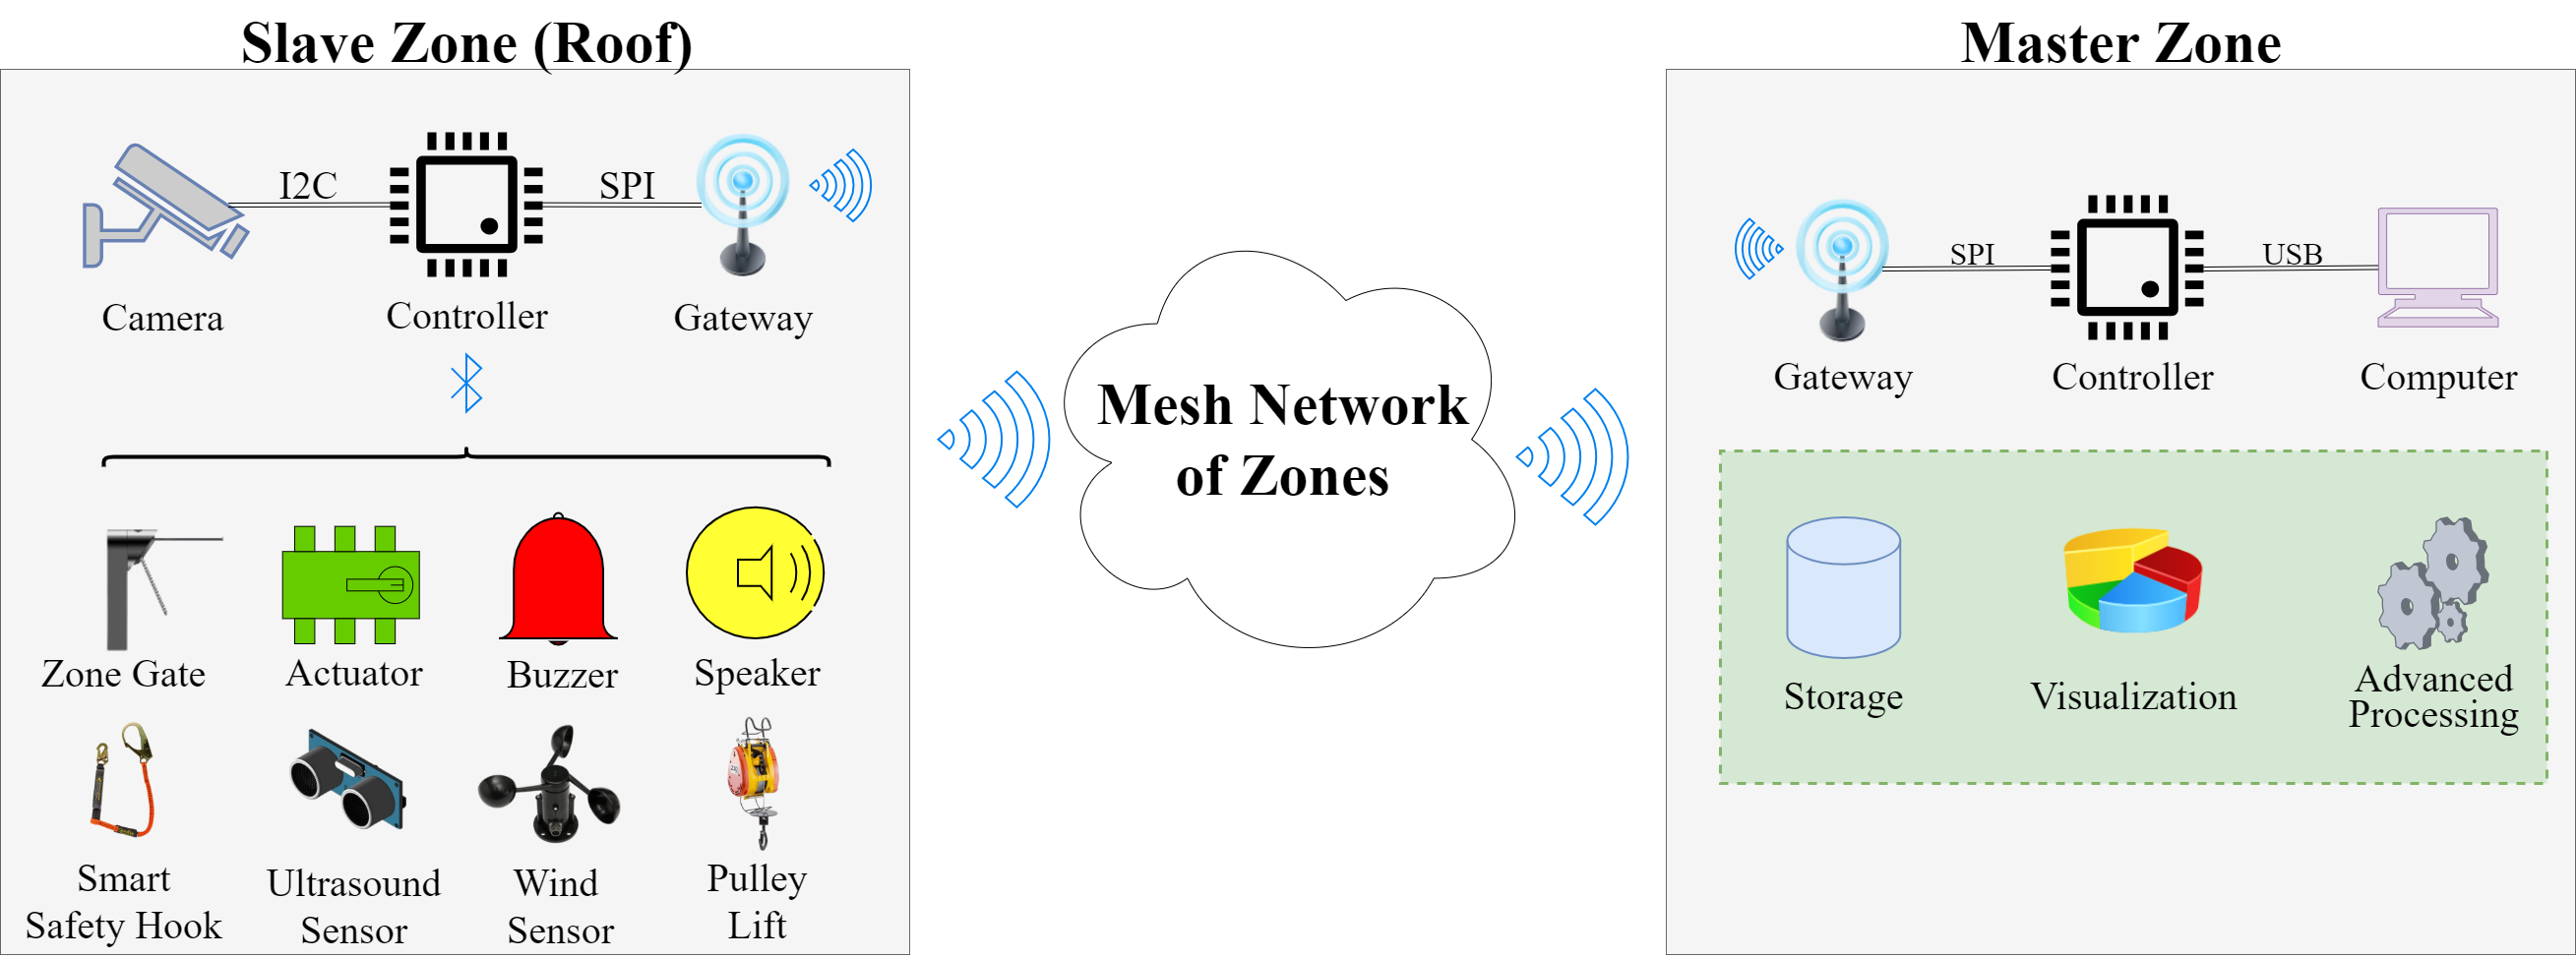 Slave Zone (Roof)
I2C
SPI
Camera
Controller
Gateway
Zone Gate
Actuator
Buzzer
Speaker
Smart
Safety Hook
Ultrasound
Sensor
Wind
Sensor
Pulley
Lift
Mesh Network
of Zones
Master Zone
SPI
USB
Gateway
Controller
Computer
Storage
Visualization
Advanced
Processing